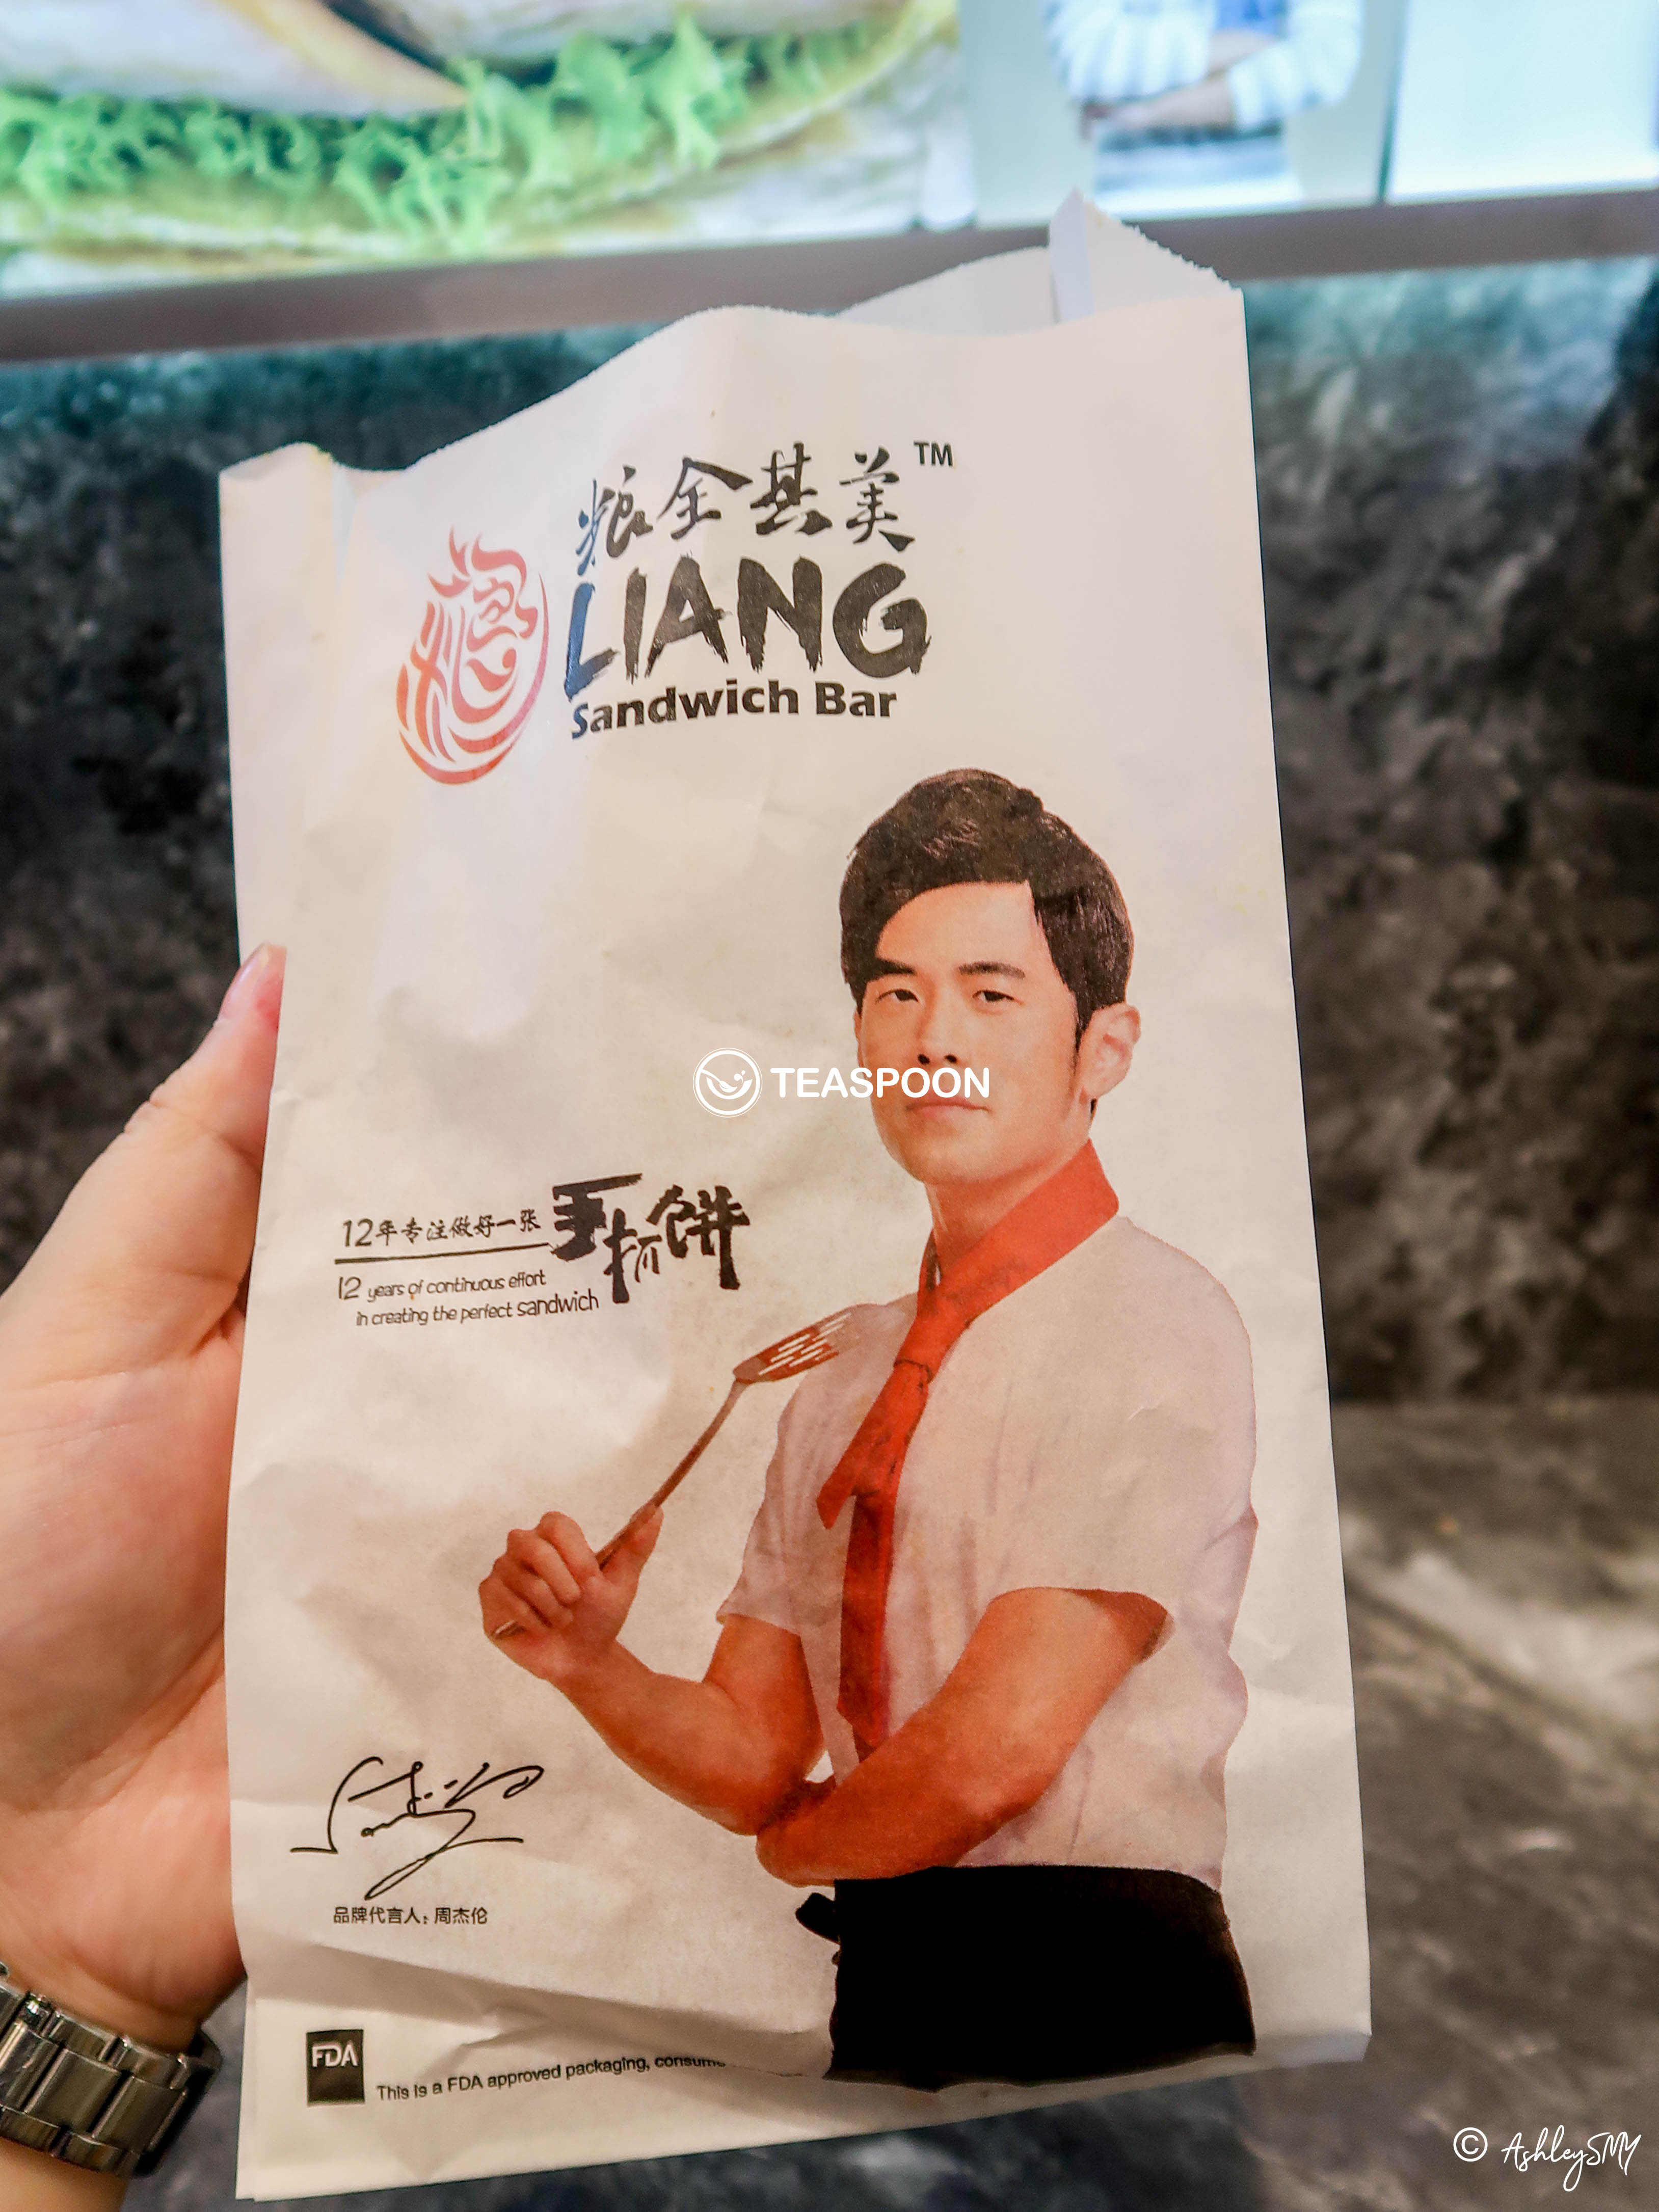 粮全其美™
LIANG
Sandwich Bar
TEASPOON
12年专注做好一张手抓饼
12 years of continuous effort
in creating the perfect sandwich
品牌代言人：周杰伦
FDA
This is a FDA approved packaging,
© AshleySMY